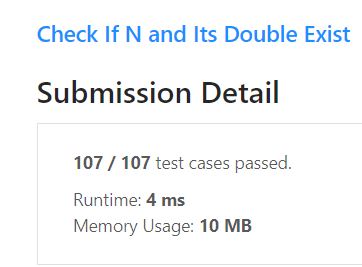 Check If N and Its Double Exist
Submission Detail
107 / 107 test cases passed.
Runtime: 4 ms
Memory Usage: 10 MB